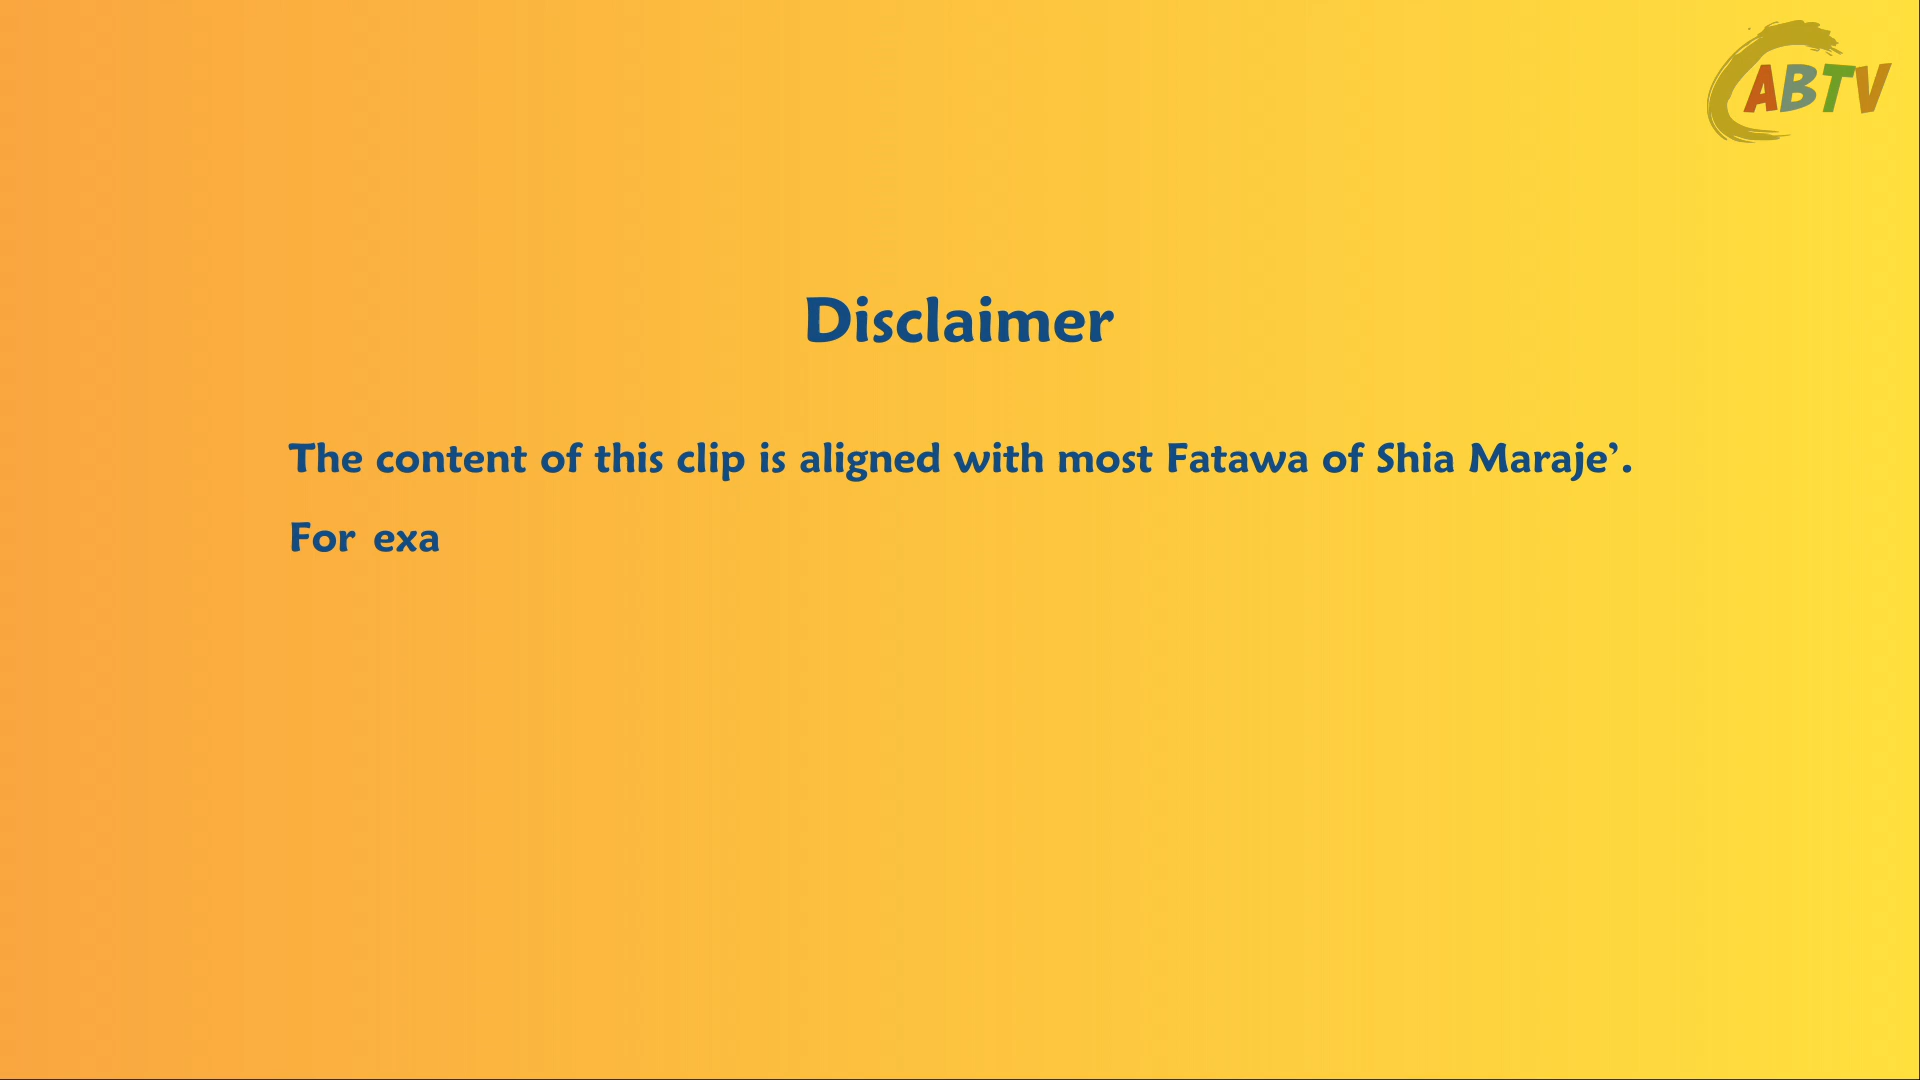 ABTV
Disclaimer
The content of this clip is aligned with most Fatawa of Shia Maraje’.
For exa